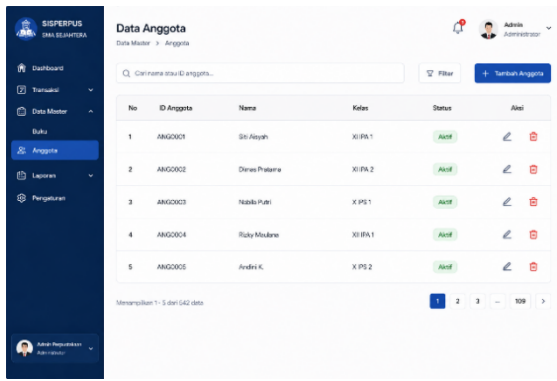 SISPERPUS
SMA SEJAHTERA
Dashboard
Transaksi
Data Master
Buku
Anggota
Laporan
Pengaturan
Admin Perpustakaan
Administrator
Data Anggota
Data Master > Anggota
Admin
Administrator
Cari nama atau ID anggota...
Filter
+ Tambah Anggota
No ID Anggota Nama Kelas Status Aksi
1 ANG0001 Siti Aisyah XI IPA 1 Aktif
2 ANG0002 Dimas Pratama XI IPA 2 Aktif
3 ANG0003 Nabila Putri X IPS 1 Aktif
4 ANG0004 Rizky Maulana XII IPA 1 Aktif
5 ANG0005 Andini K. X IPS 2 Aktif
Menampilkan 1 - 5 dari 542 data
1 2 3 ... 109 >